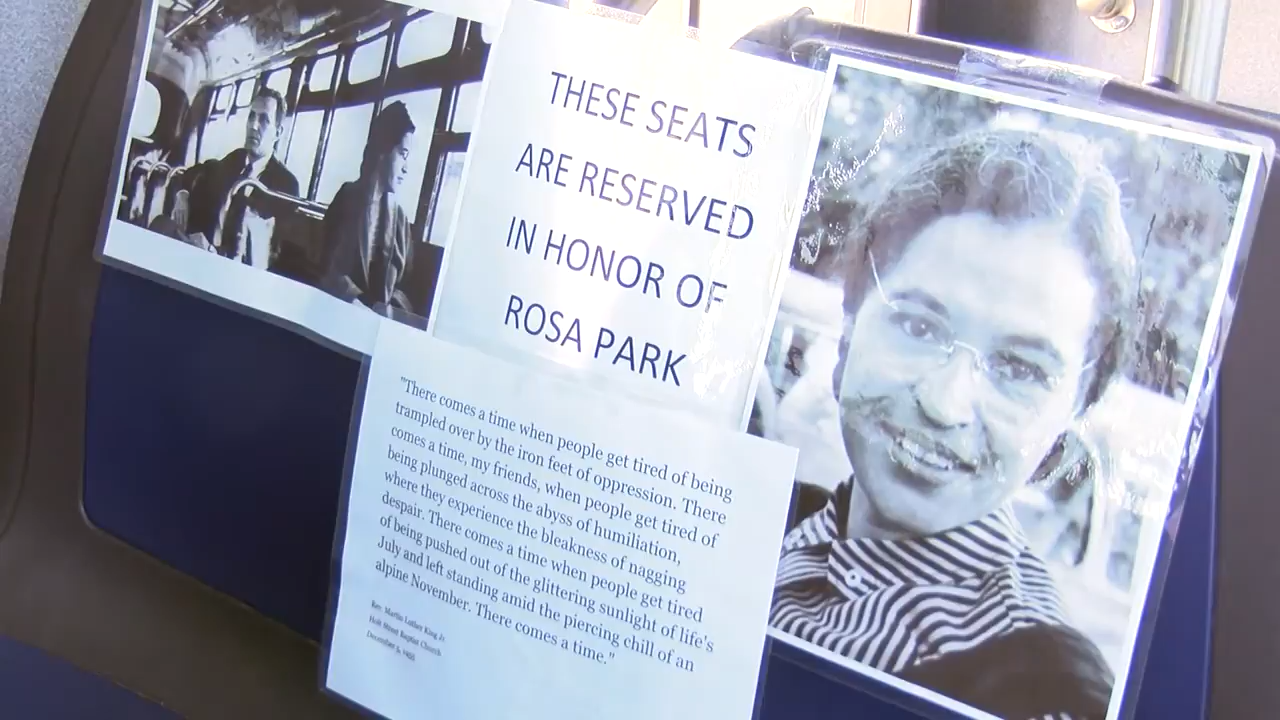 THESE SEATS
ARE RESERVED
IN HONOR OF
ROSA PARK
"There comes a time when people get tired of being
trampled over by the iron feet of oppression. There
comes a time, my friends, when people get tired of
being plunged across the abyss of humiliation,
where they experience the bleakness of nagging
despair. There comes a time when people get tired
of being pushed out of the glittering sunlight of life's
July and left standing amid the piercing chill of an
alpine November. There comes a time."
Rev. Martin Luther King Jr.
Holt Street Baptist Church
December 5, 1955